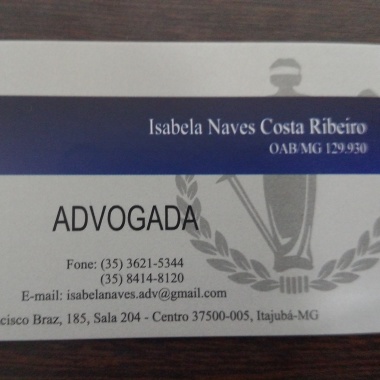 Isabela Naves Costa Ribeiro
OAB/MG 129.930
ADVOGADA
Fone: (35) 3621-5344
(35) 8414-8120
E-mail: isabelanaves.adv@gmail.com
cisco Braz, 185, Sala 204 - Centro 37500-005, Itajubá-MG